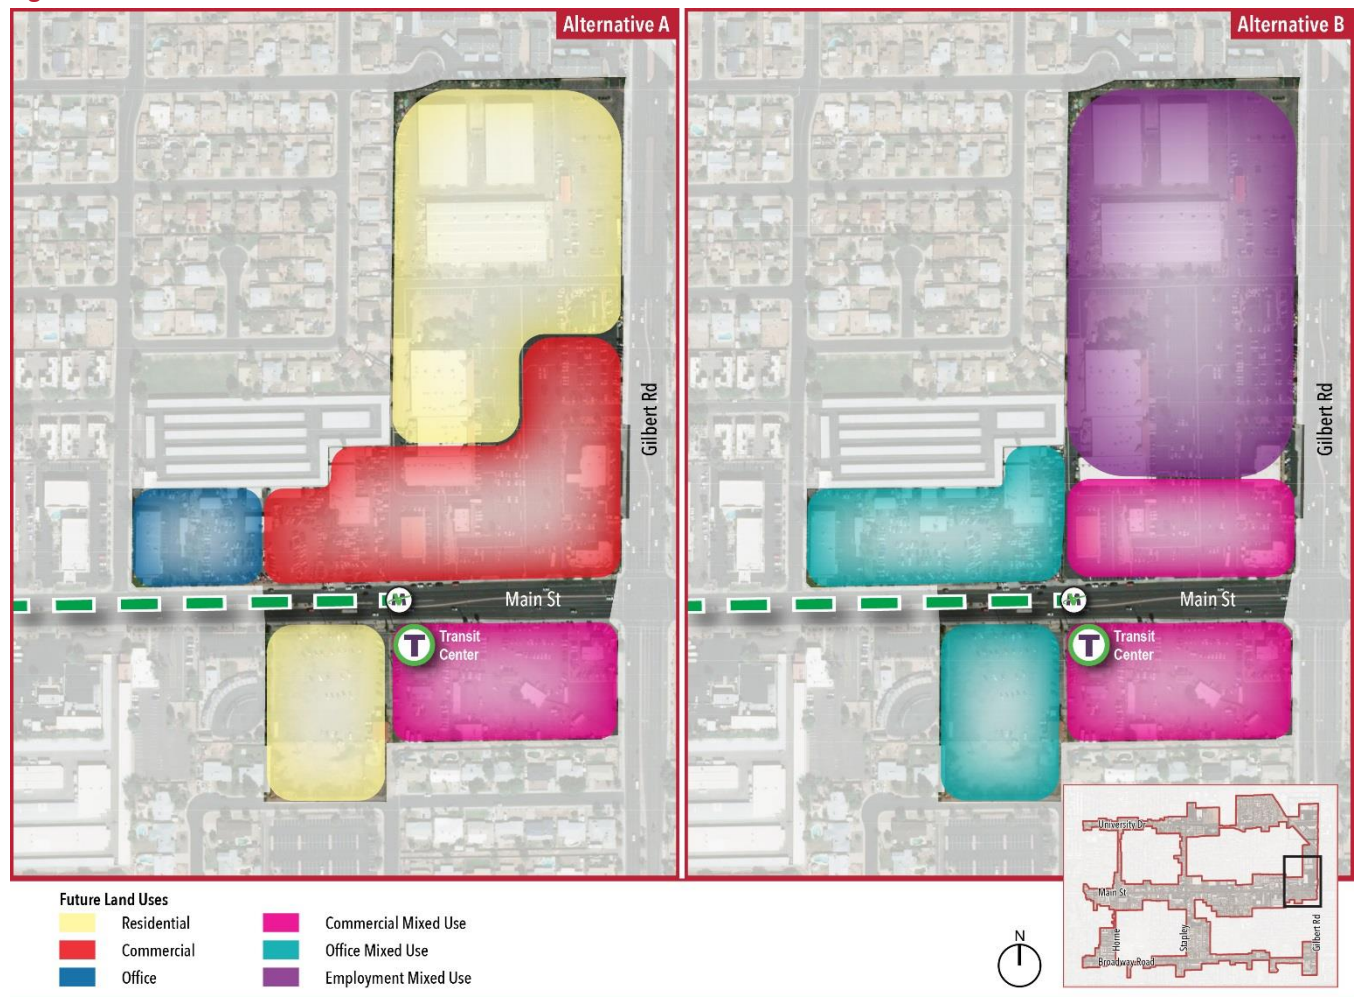 Alternative A
Alternative B
Gilbert Rd
Gilbert Rd
Main St
Main St
T
Transit
Center
T
Transit
Center
University Dr
Main St
Horne
Stapley
Gilbert Rd
Broadway Road
Future Land Uses
Residential
Commercial
Office
Commercial Mixed Use
Office Mixed Use
Employment Mixed Use
N